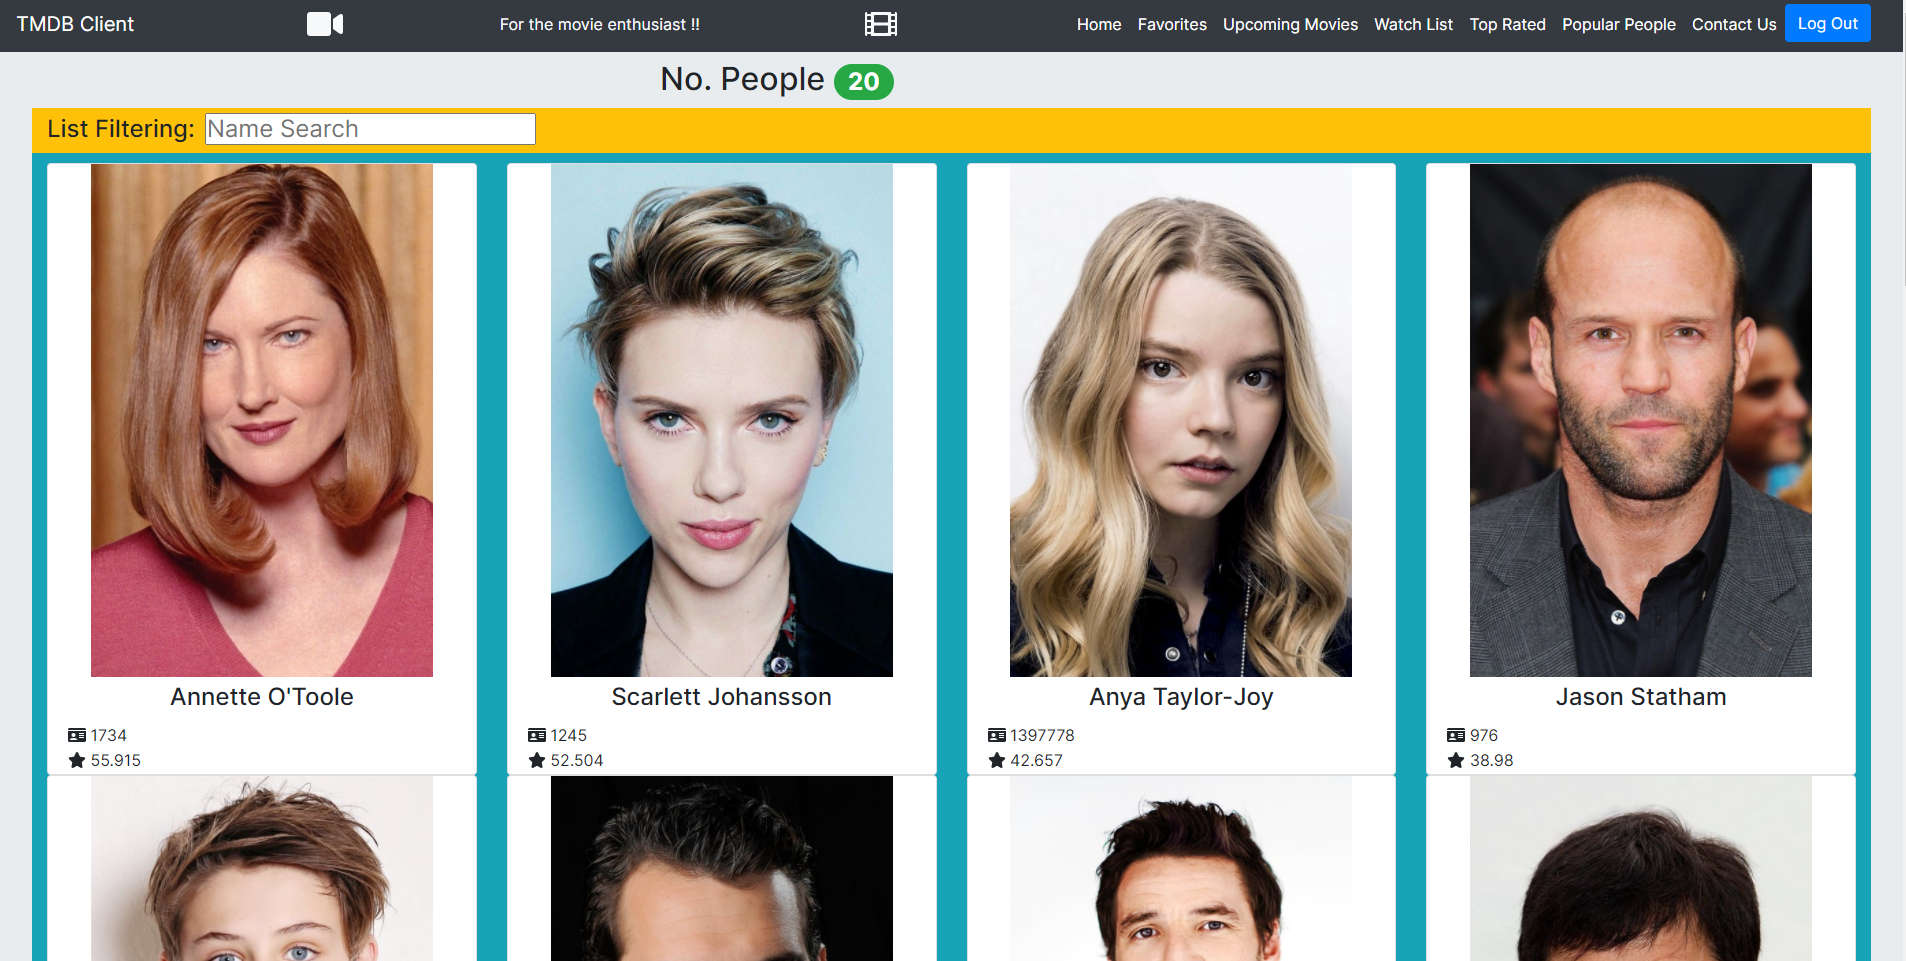 TMDB Client
For the movie enthusiast !!
Home Favorites Upcoming Movies Watch List Top Rated Popular People Contact Us Log Out
No. People 20
List Filtering: Name Search
Annette O'Toole
1734
55.915
Scarlett Johansson
1245
52.504
Anya Taylor-Joy
1397778
42.657
Jason Statham
976
38.98